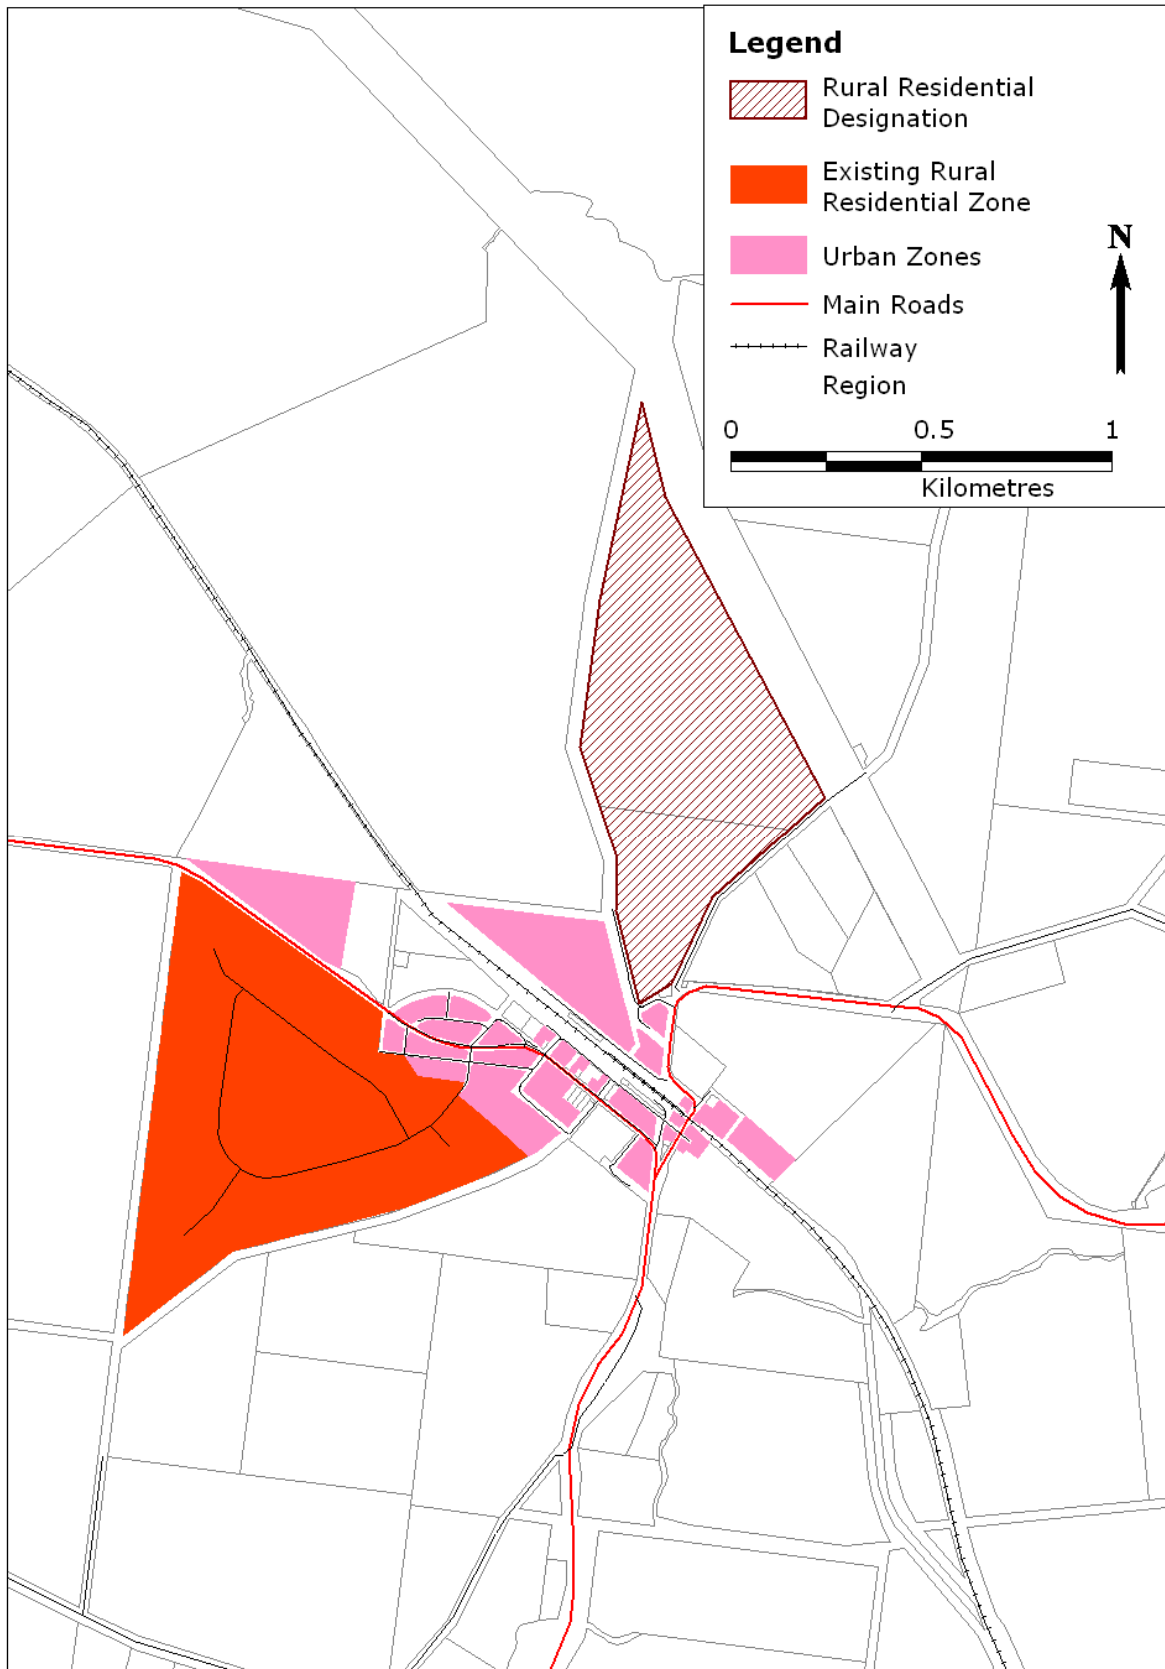 Legend
Rural Residential
Designation
Existing Rural
Residential Zone
Urban Zones
N
Main Roads
Railway
Region
0 0.5 1
Kilometres